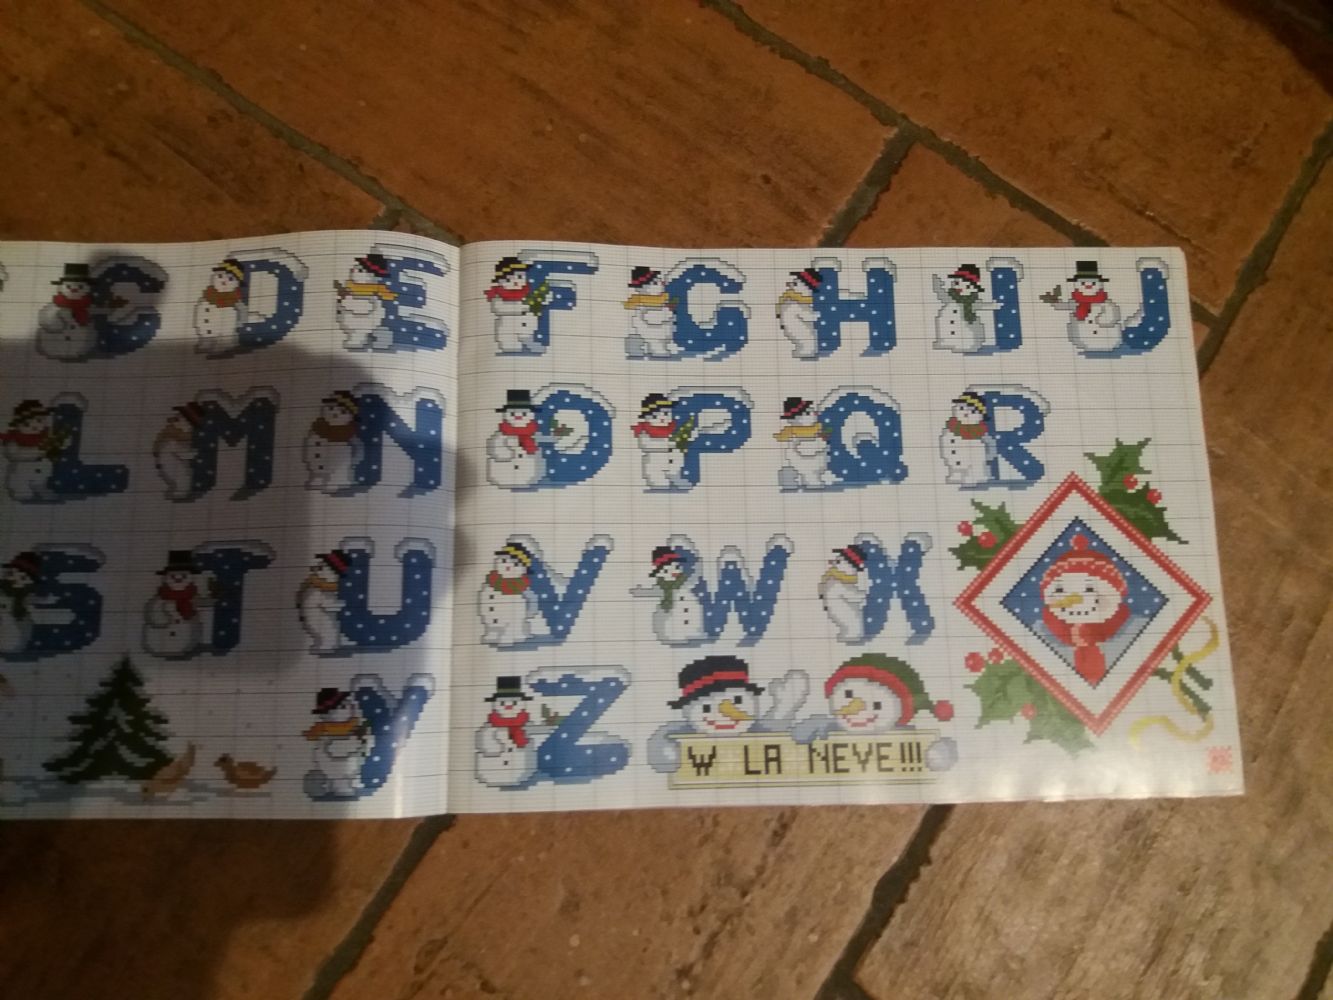 C D E F G H I J
L M N O P Q R
S T U V W X
Y Z
W LA NEVE!!!